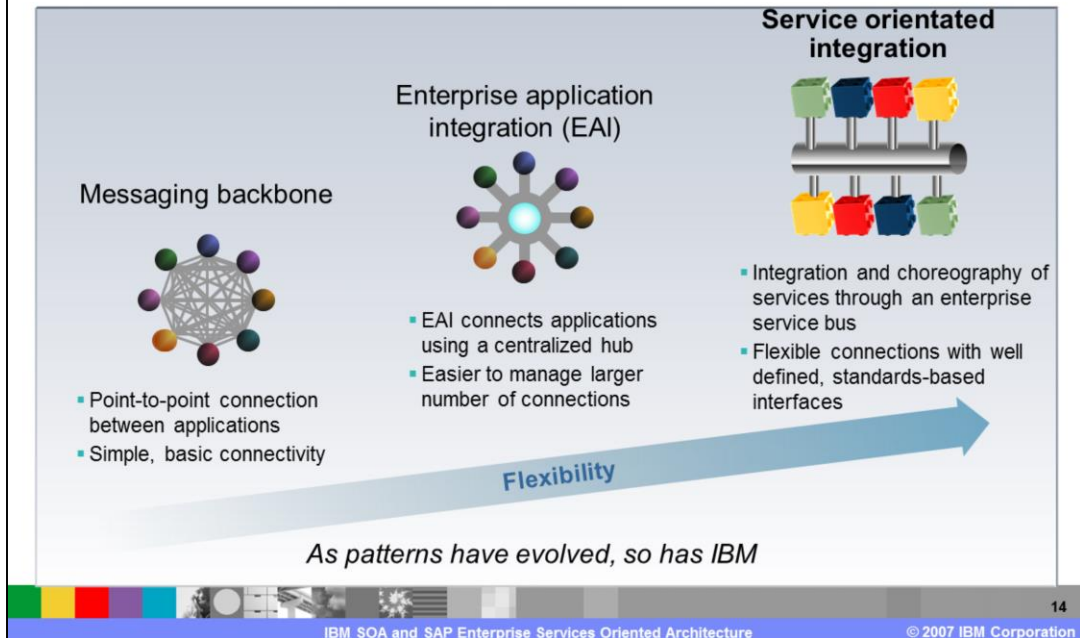 Messaging backbone
▪ Point-to-point connection
between applications
▪ Simple, basic connectivity
Enterprise application
integration (EAI)
▪ EAI connects applications
using a centralized hub
▪ Easier to manage larger
number of connections
Service orientated
integration
▪ Integration and choreography of
services through an enterprise
service bus
▪ Flexible connections with well
defined, standards-based
interfaces
Flexibility
As patterns have evolved, so has IBM
14
IBM SOA and SAP Enterprise Services Oriented Architecture
© 2007 IBM Corporation